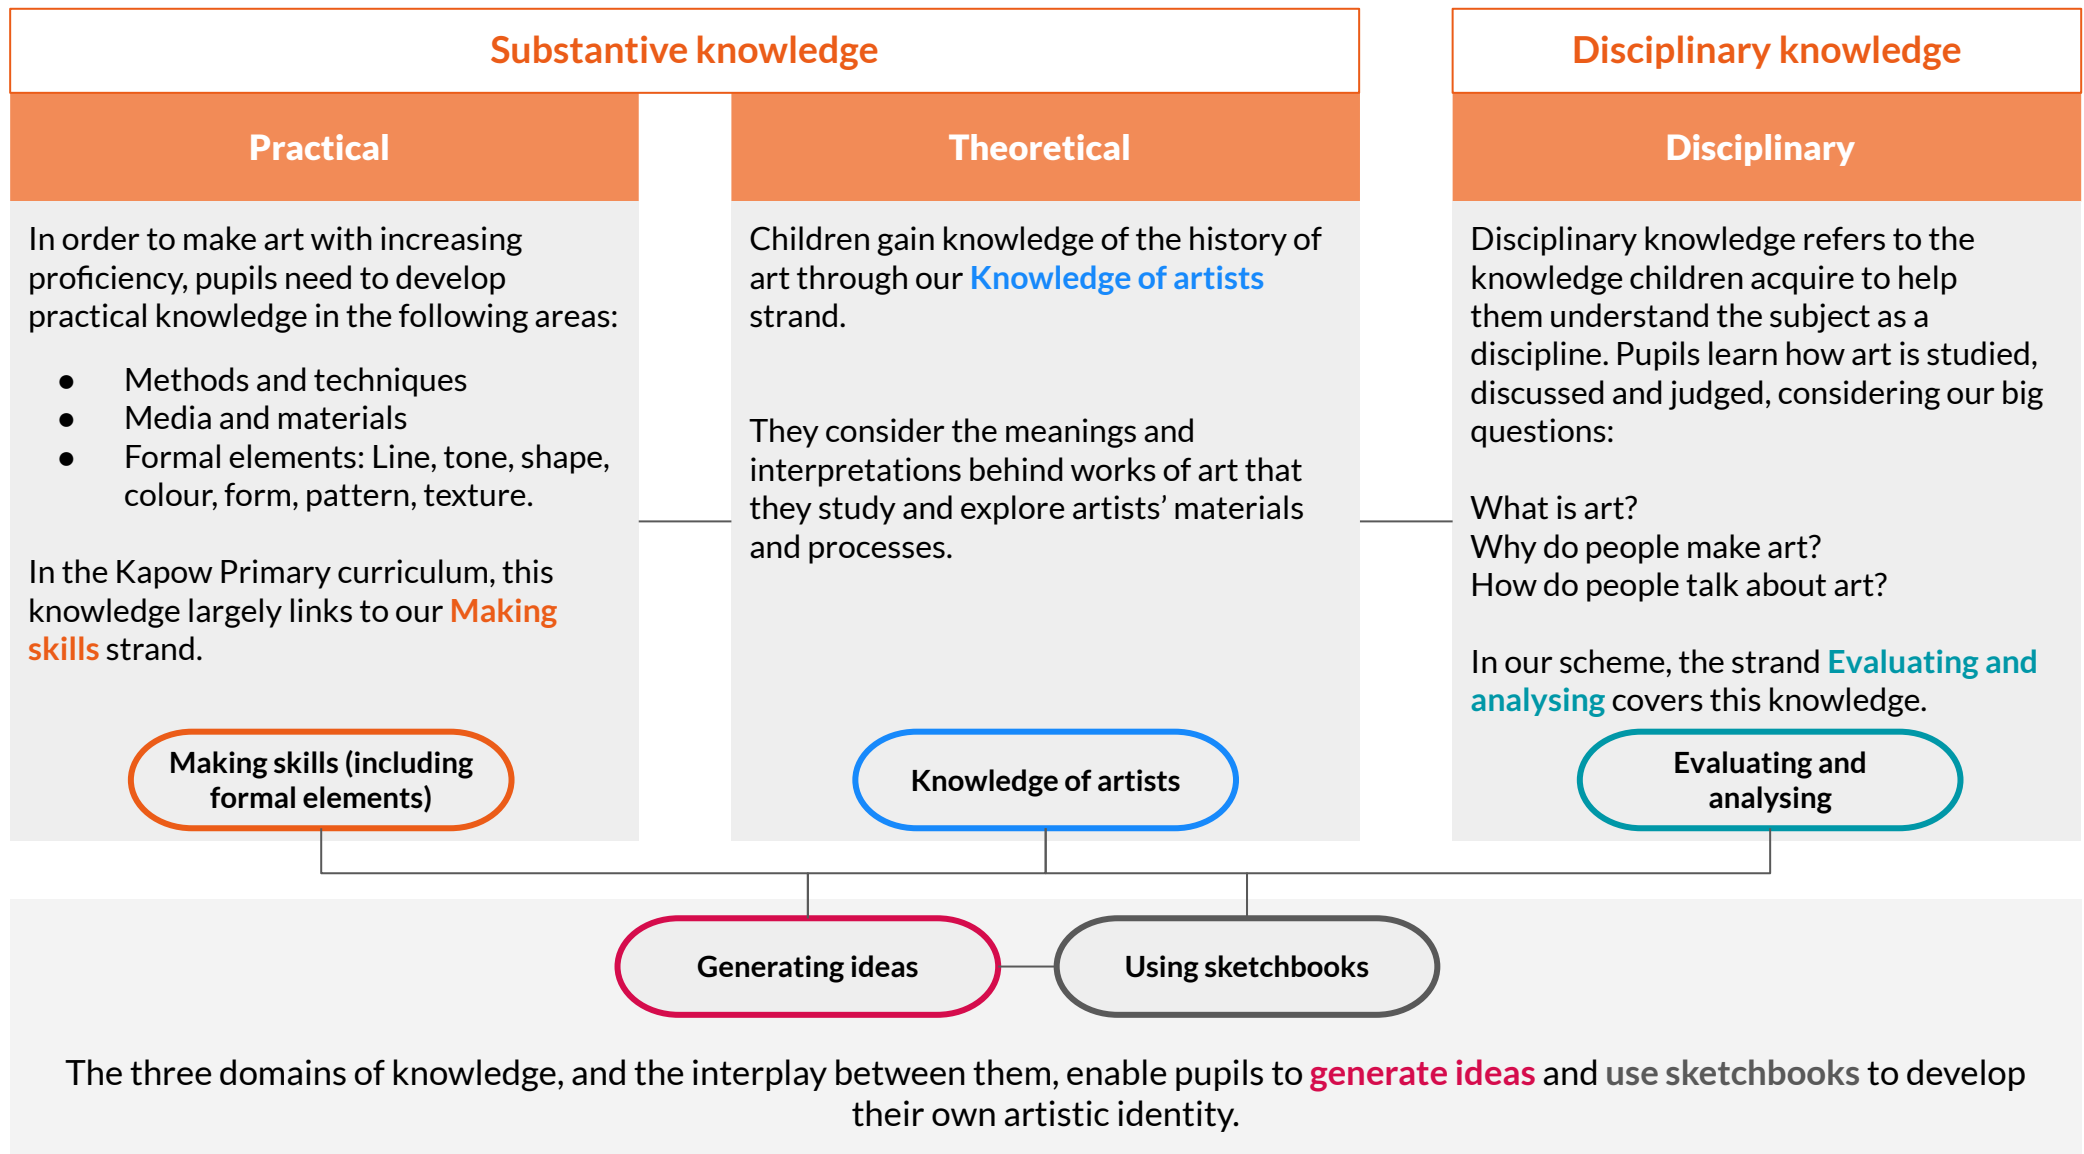 Substantive knowledge
Disciplinary knowledge
Practical
In order to make art with increasing
proficiency, pupils need to develop
practical knowledge in the following areas:
● Methods and techniques
● Media and materials
● Formal elements: Line, tone, shape,
colour, form, pattern, texture.
In the Kapow Primary curriculum, this
knowledge largely links to our Making
skills strand.
Making skills (including
formal elements)
Theoretical
Children gain knowledge of the history of
art through our Knowledge of artists
strand.
They consider the meanings and
interpretations behind works of art that
they study and explore artists’ materials
and processes.
Knowledge of artists
Disciplinary
Disciplinary knowledge refers to the
knowledge children acquire to help
them understand the subject as a
discipline. Pupils learn how art is studied,
discussed and judged, considering our big
questions:
What is art?
Why do people make art?
How do people talk about art?
In our scheme, the strand Evaluating and
analysing covers this knowledge.
Evaluating and
analysing
Generating ideas
Using sketchbooks
The three domains of knowledge, and the interplay between them, enable pupils to generate ideas and use sketchbooks to develop
their own artistic identity.